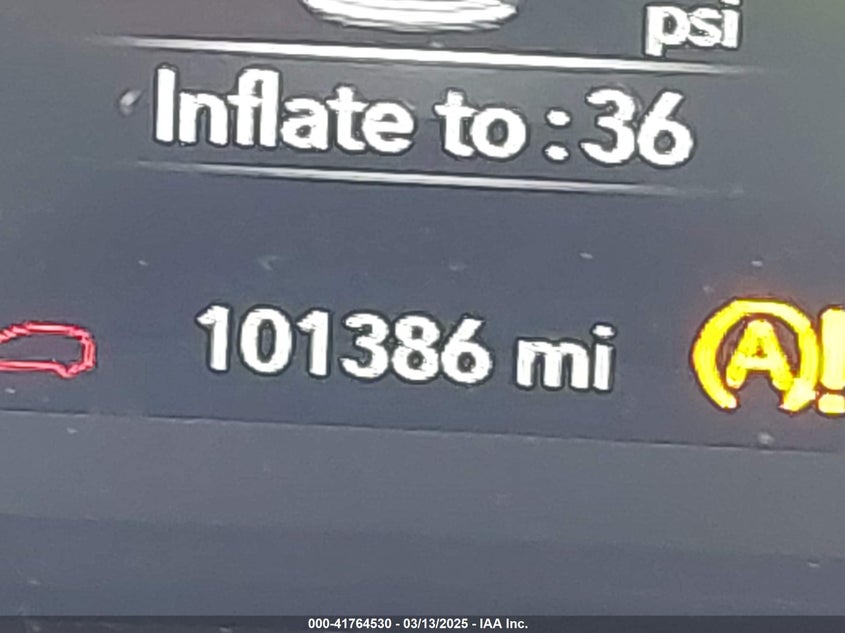 psi
Inflate to : 36
101386 mi
A!
000-41764530 - 03/13/2025 - IAA Inc.